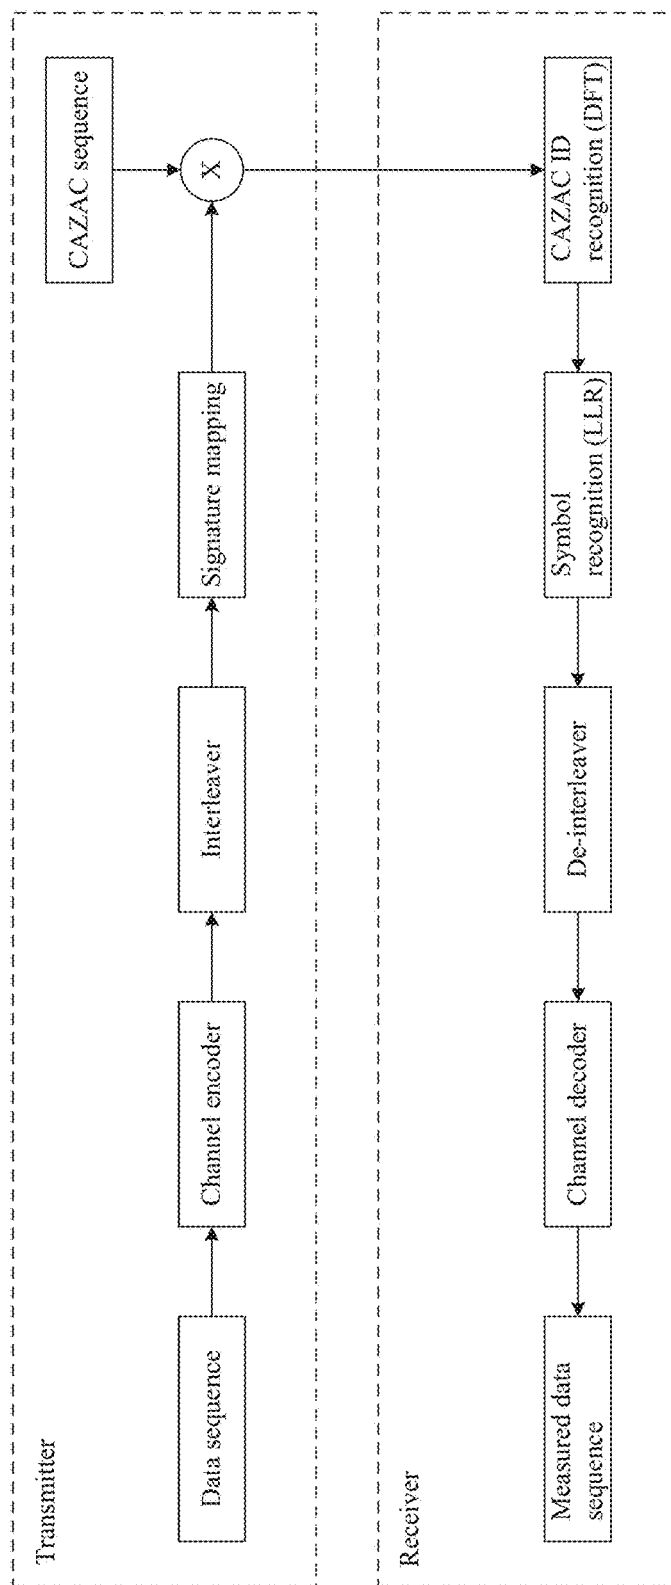 Transmitter
Data sequence
Channel encoder
Interleaver
Signature mapping
X
CAZAC sequence
Receiver
Measured data
sequence
Channel decoder
De-interleaver
Symbol
recognition (LLR)
CAZAC ID
recognition (DFT)